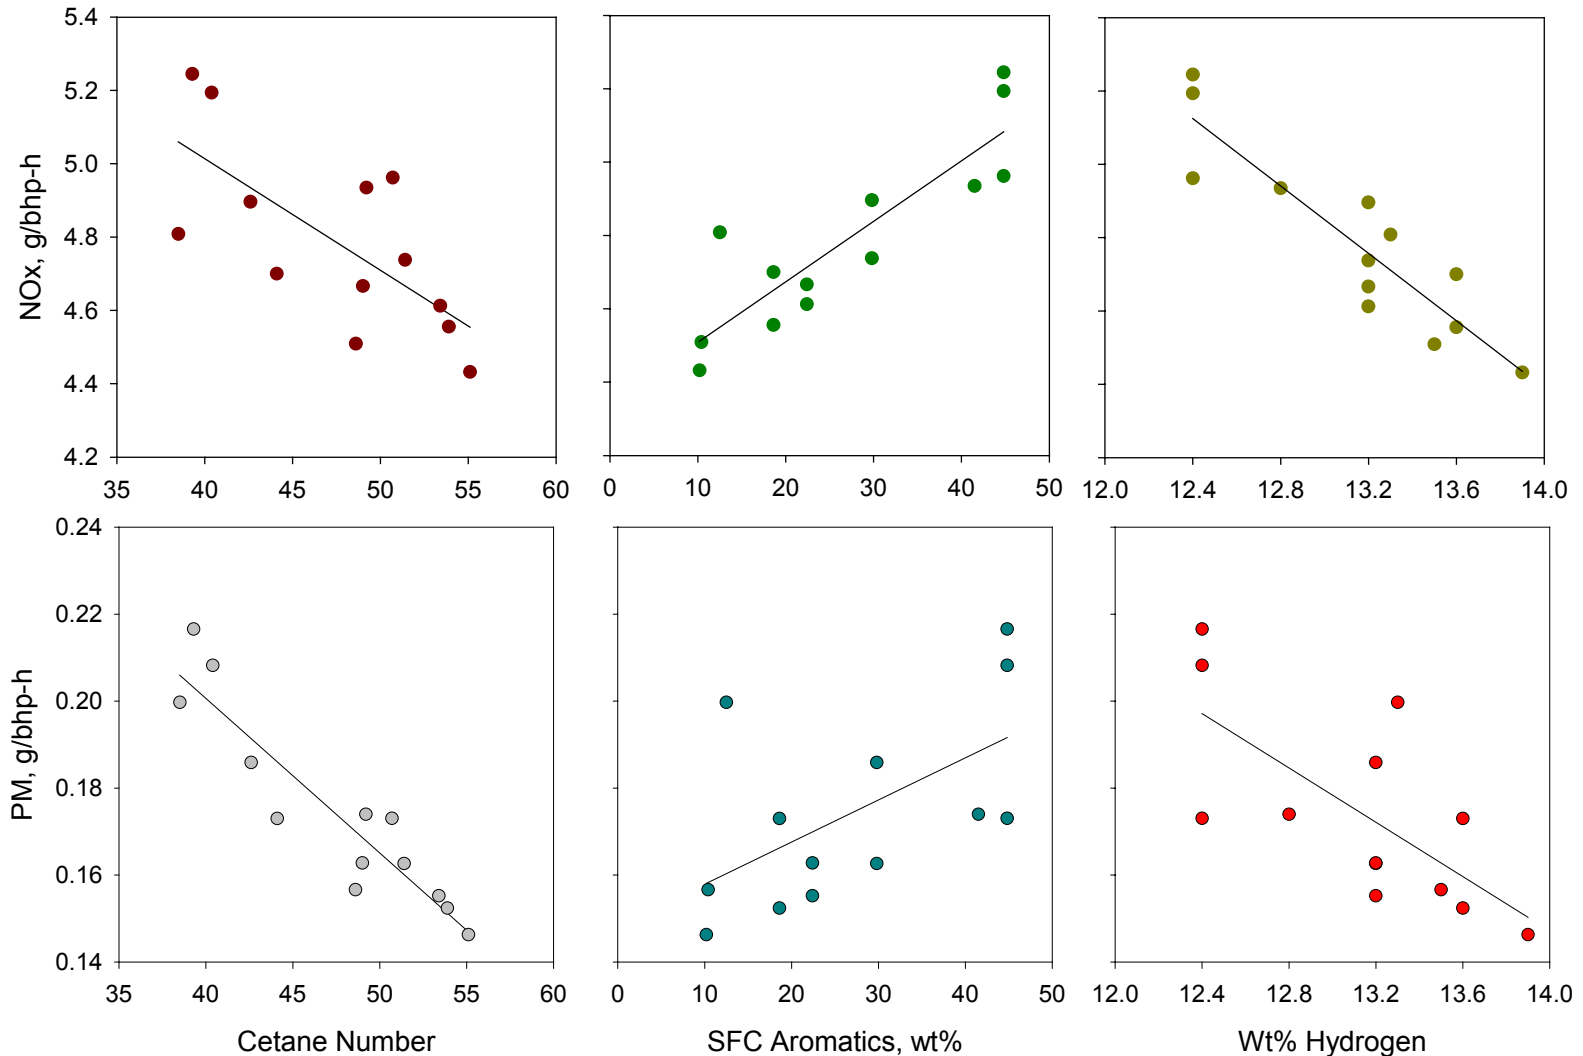 5.4
5.2
5.0
4.8
4.6
4.4
4.2
NOx, g/bhp-h
35 40 45 50 55 60
0 10 20 30 40 50
12.0 12.4 12.8 13.2 13.6 14.0
0.24
0.22
0.20
0.18
0.16
0.14
PM, g/bhp-h
35 40 45 50 55 60
0 10 20 30 40 50
12.0 12.4 12.8 13.2 13.6 14.0
Cetane Number
SFC Aromatics, wt%
Wt% Hydrogen